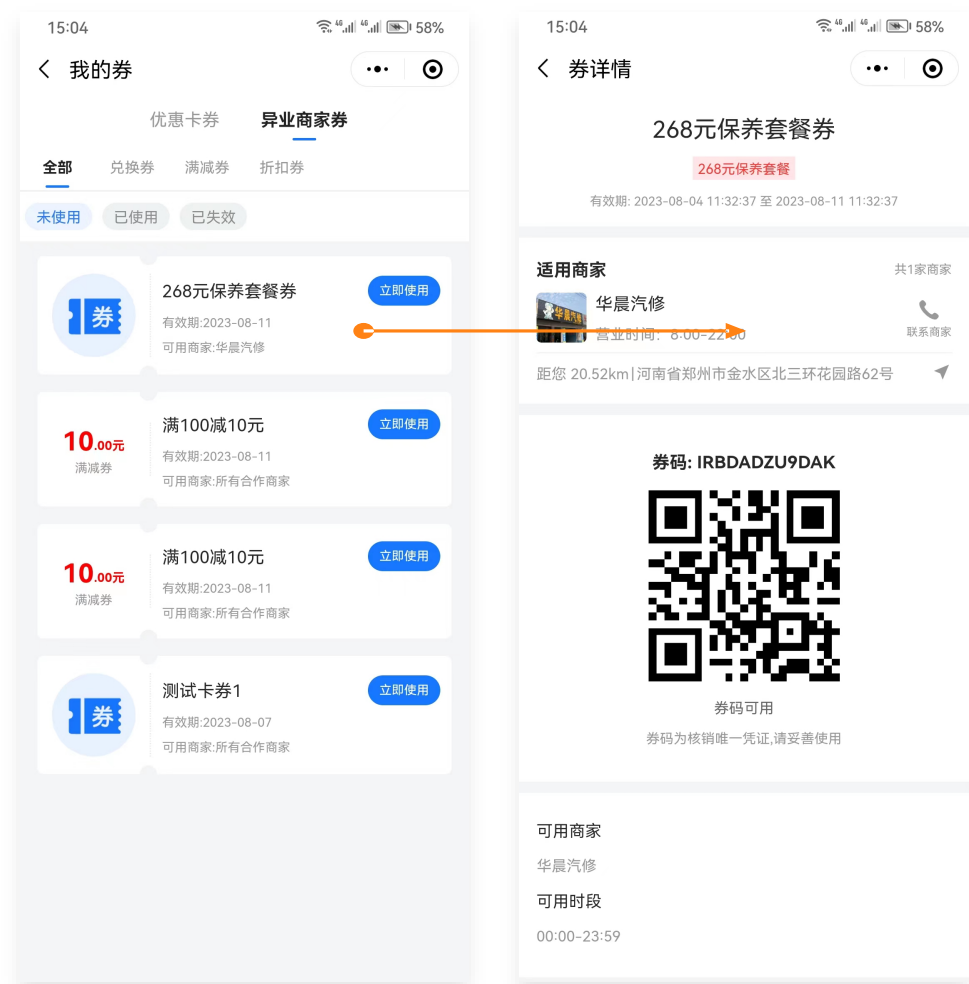 15:04
46 46 58%
我的券
优惠卡券 异业商家券
全部 兑换券 满减券 折扣券
未使用 已使用 已失效
券
268元保养套餐券
立即使用
有效期:2023-08-11
可用商家:华晨汽修
10.00元
满减券
满100减10元
立即使用
有效期:2023-08-11
可用商家:所有合作商家
10.00元
满减券
满100减10元
立即使用
有效期:2023-08-11
可用商家:所有合作商家
券
测试卡券1
立即使用
有效期:2023-08-07
可用商家:所有合作商家
15:04
46 46 58%
券详情
268元保养套餐券
268元保养套餐
有效期: 2023-08-04 11:32:37 至 2023-08-11 11:32:37
适用商家
共1家商家
华晨汽修
华晨汽修
营业时间: 8:00-22:00
联系商家
距您 20.52km|河南省郑州市金水区北三环花园路62号
券码: IRBDADZU9DAK
券码可用
券码为核销唯一凭证,请妥善使用
可用商家
华晨汽修
可用时段
00:00-23:59